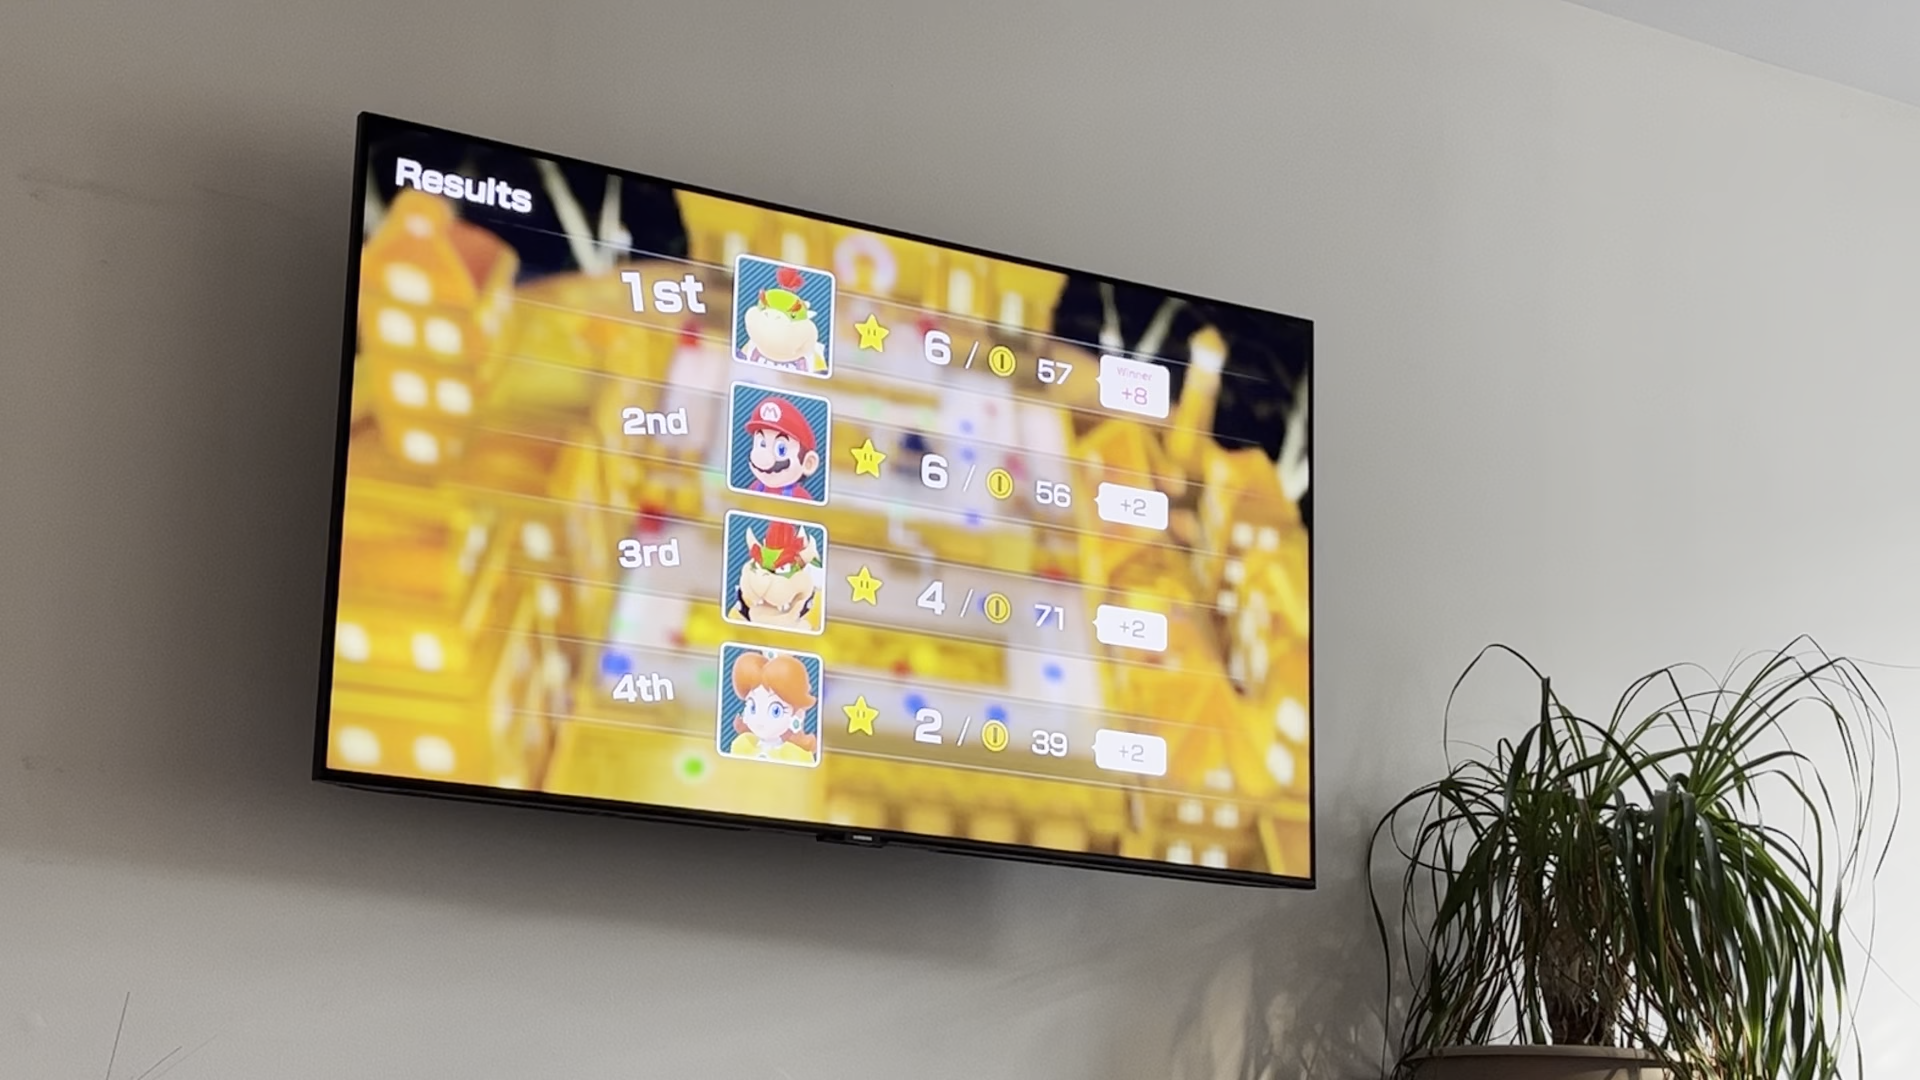 Results
1st 6 / 57 Winner +8
2nd 6 / 56 +2
3rd 4 / 71 +2
4th 2 / 39 +2